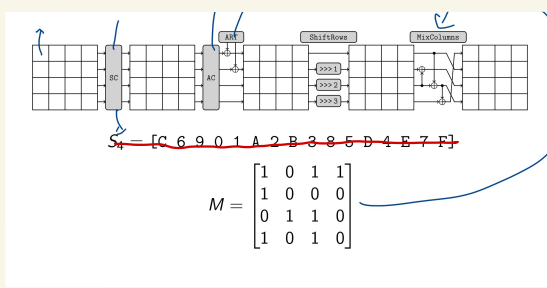 ART ShiftRows MixColumns
SC AC
>>> 1
>>> 2
>>> 3
S₄ = [C 6 9 0 1 A 2 B 3 8 5 D 4 E 7 F]
M = [1 0 1 1
1 0 0 0
0 1 1 0
1 0 1 0]